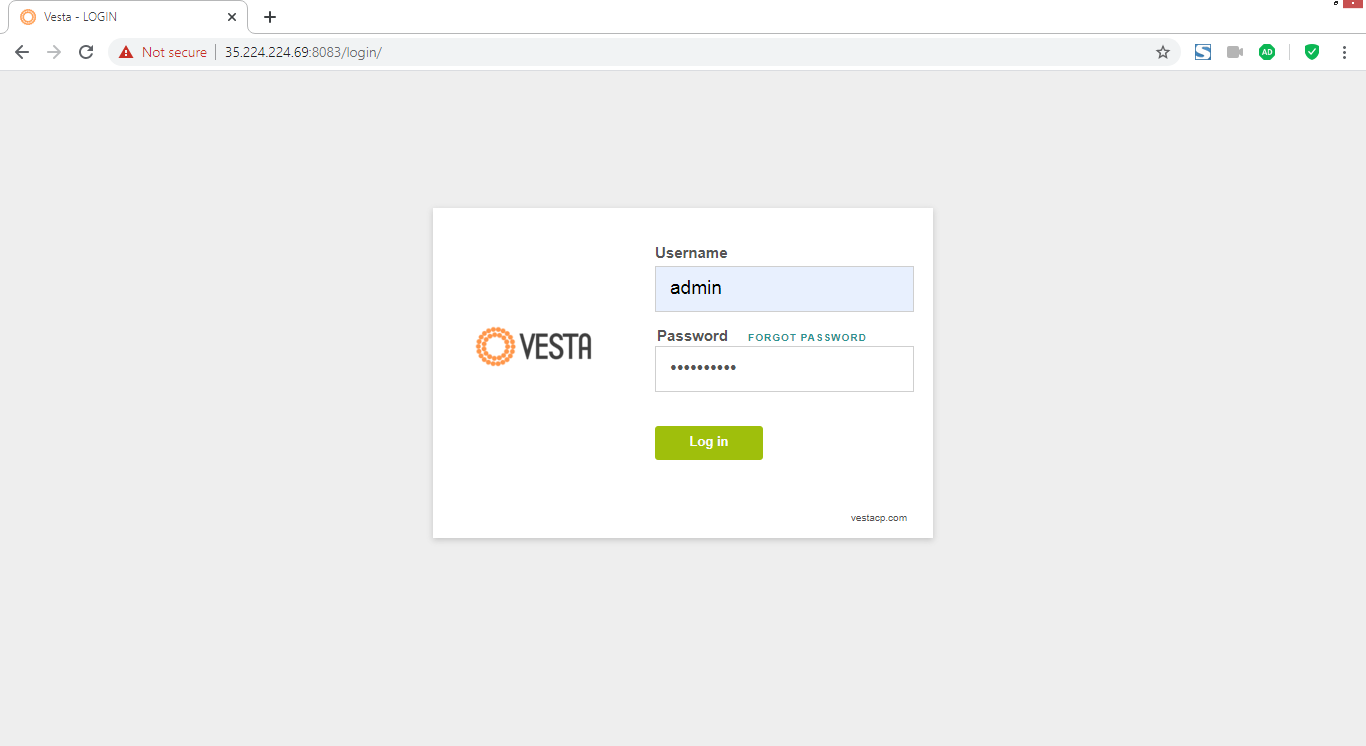 Vesta - LOGIN
Not secure
35.224.224.69:8083/login/
AD
Username
admin
VESTA
Password FORGOT PASSWORD
••••••••••
Log in
vestacp.com